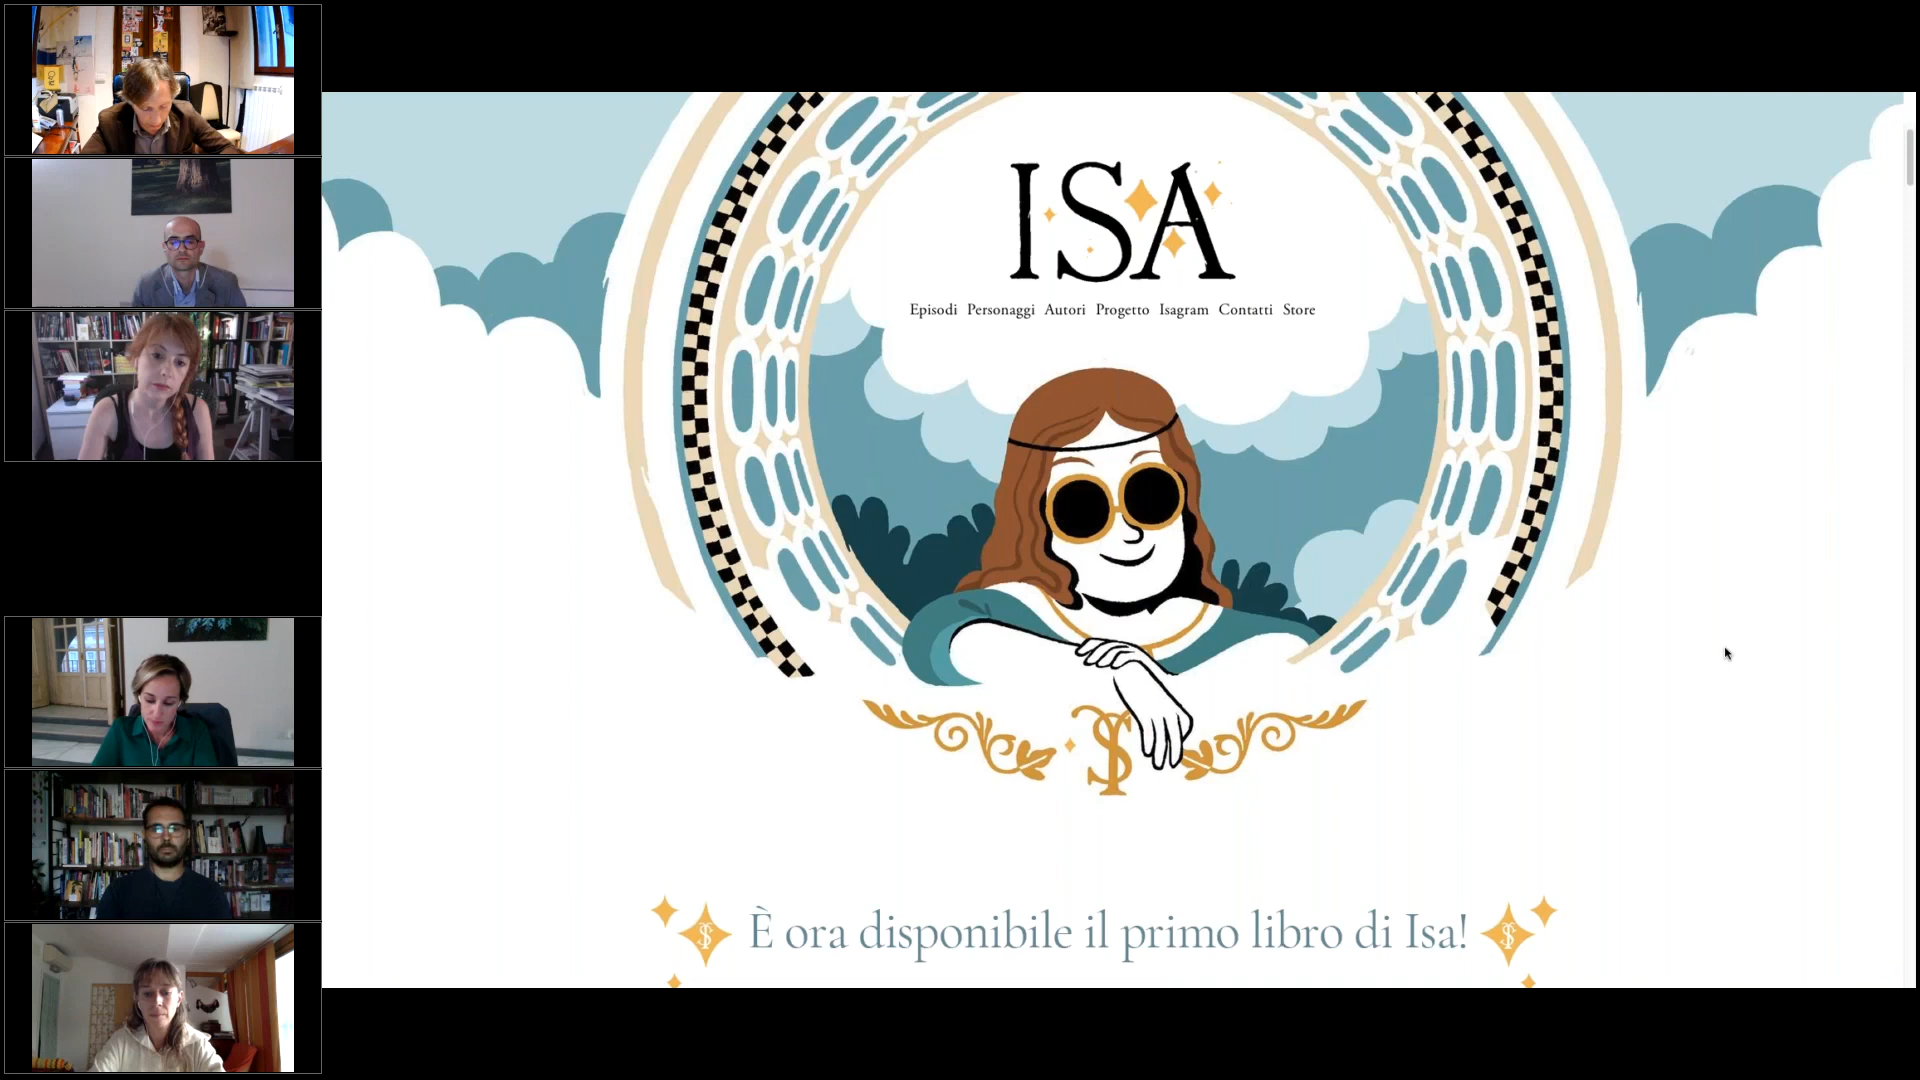 ISA
Episodi Personaggi Autori Progetto Isagram Contatti Store
È ora disponibile il primo libro di Isa!